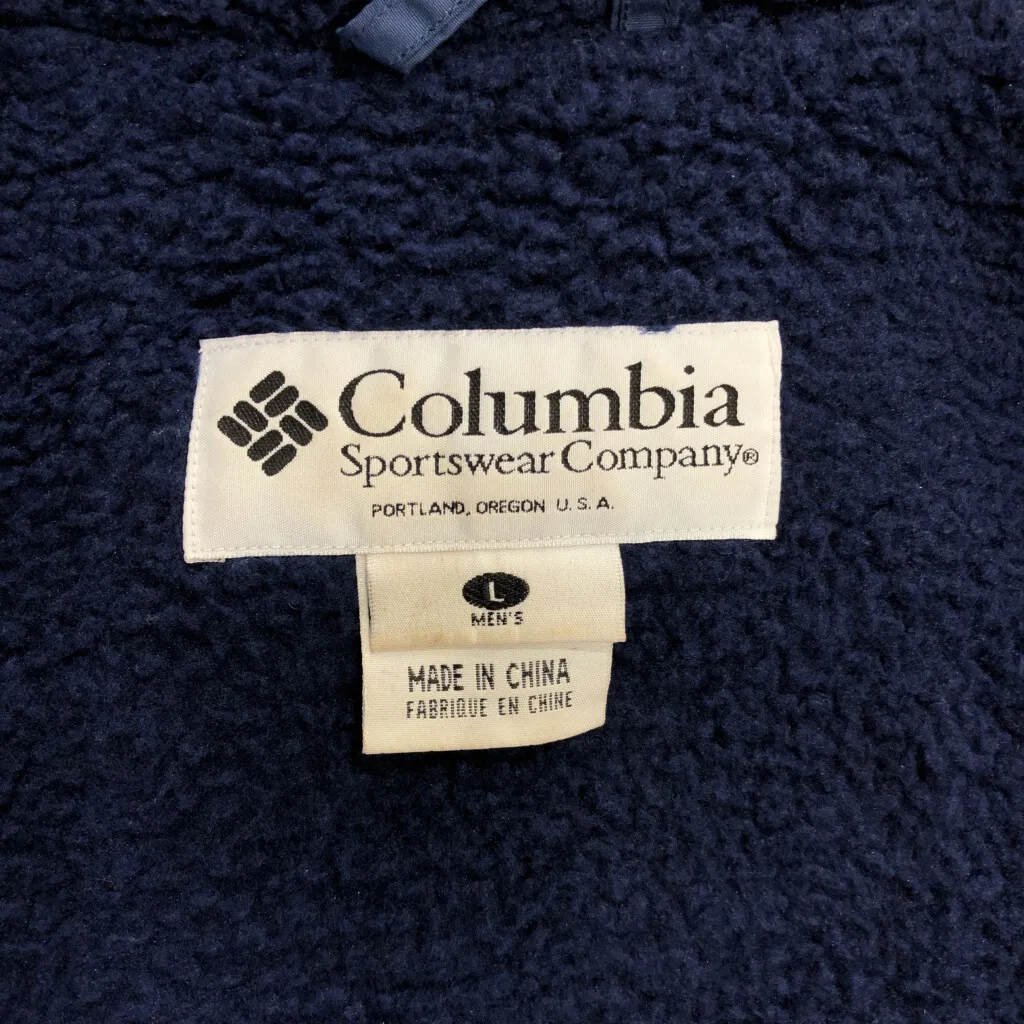 Columbia
Sportswear Company®
PORTLAND, OREGON U.S.A.
L
MEN'S
MADE IN CHINA
FABRIQUE EN CHINE